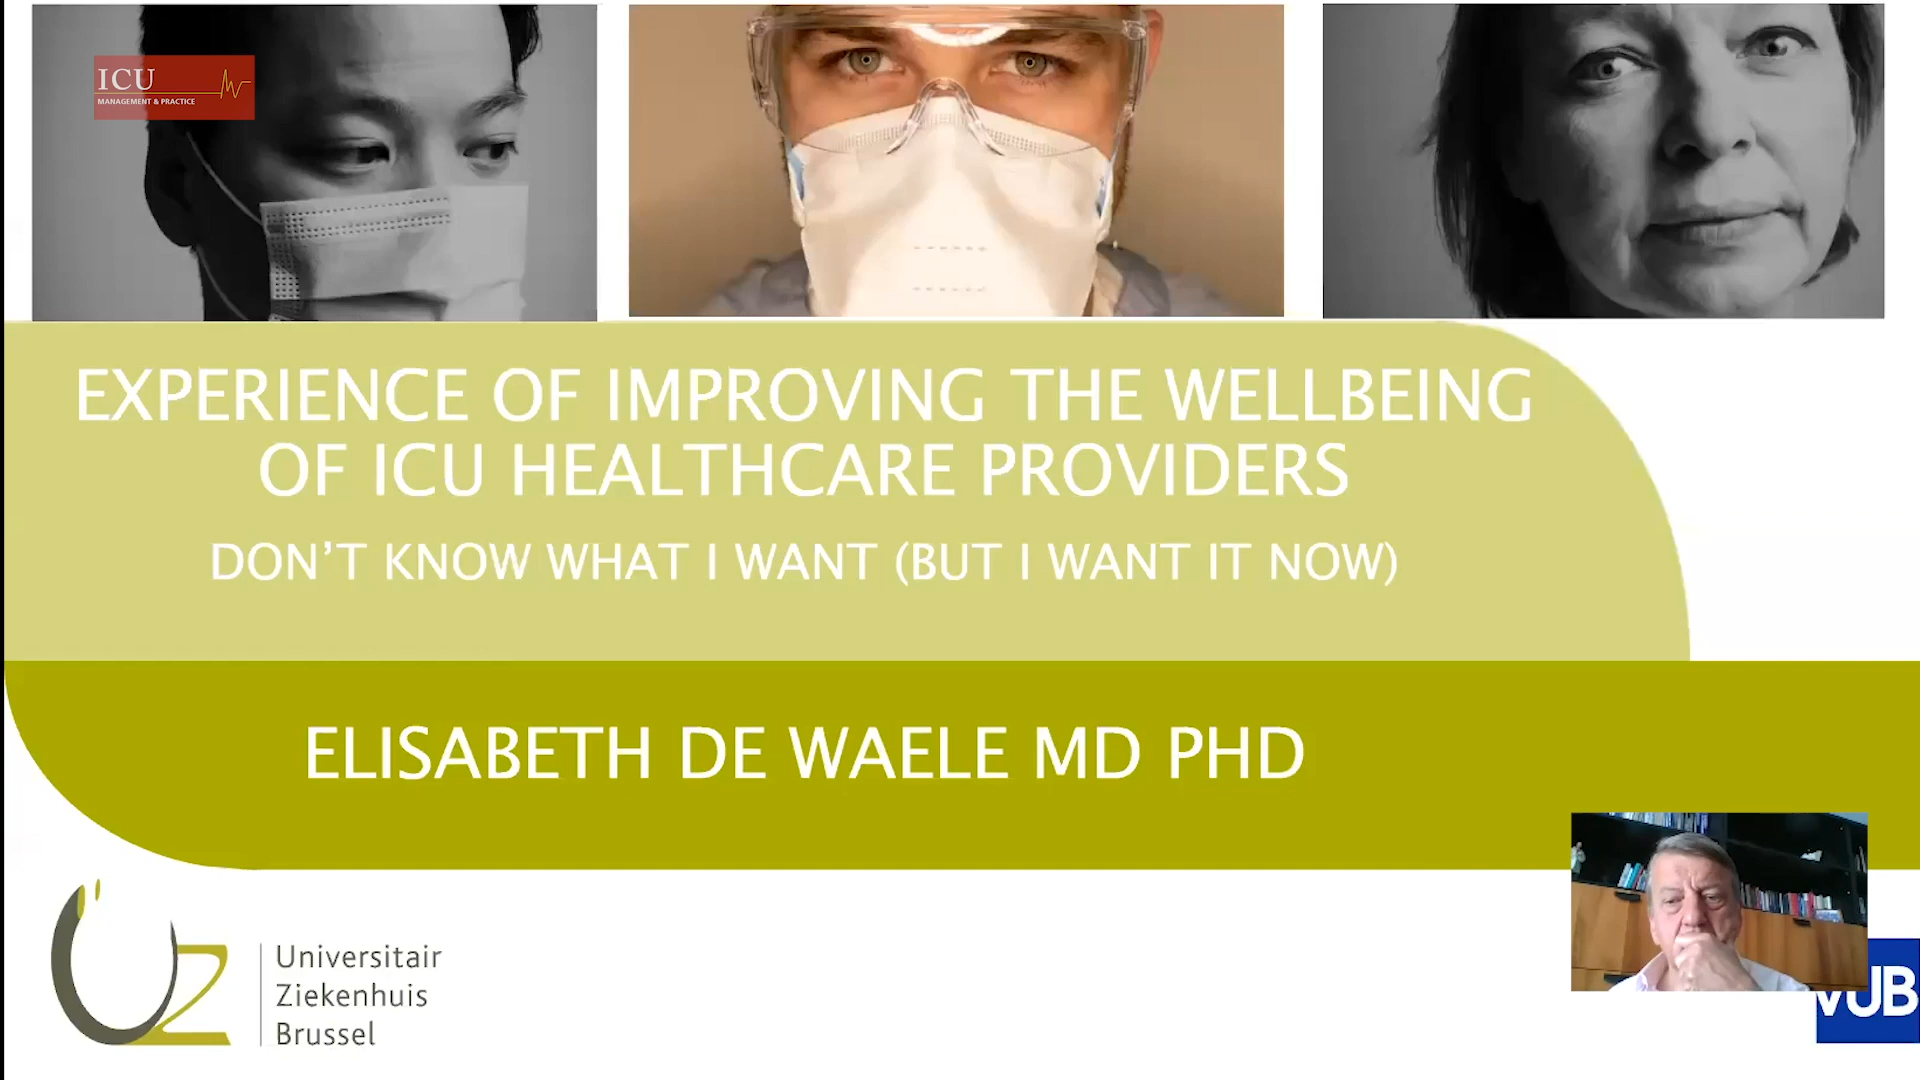 ICU
MANAGEMENT & PRACTICE
EXPERIENCE OF IMPROVING THE WELLBEING
OF ICU HEALTHCARE PROVIDERS
DON’T KNOW WHAT I WANT (BUT I WANT IT NOW)
ELISABETH DE WAELE MD PHD
UZ
Universitair
Ziekenhuis
Brussel
VUB